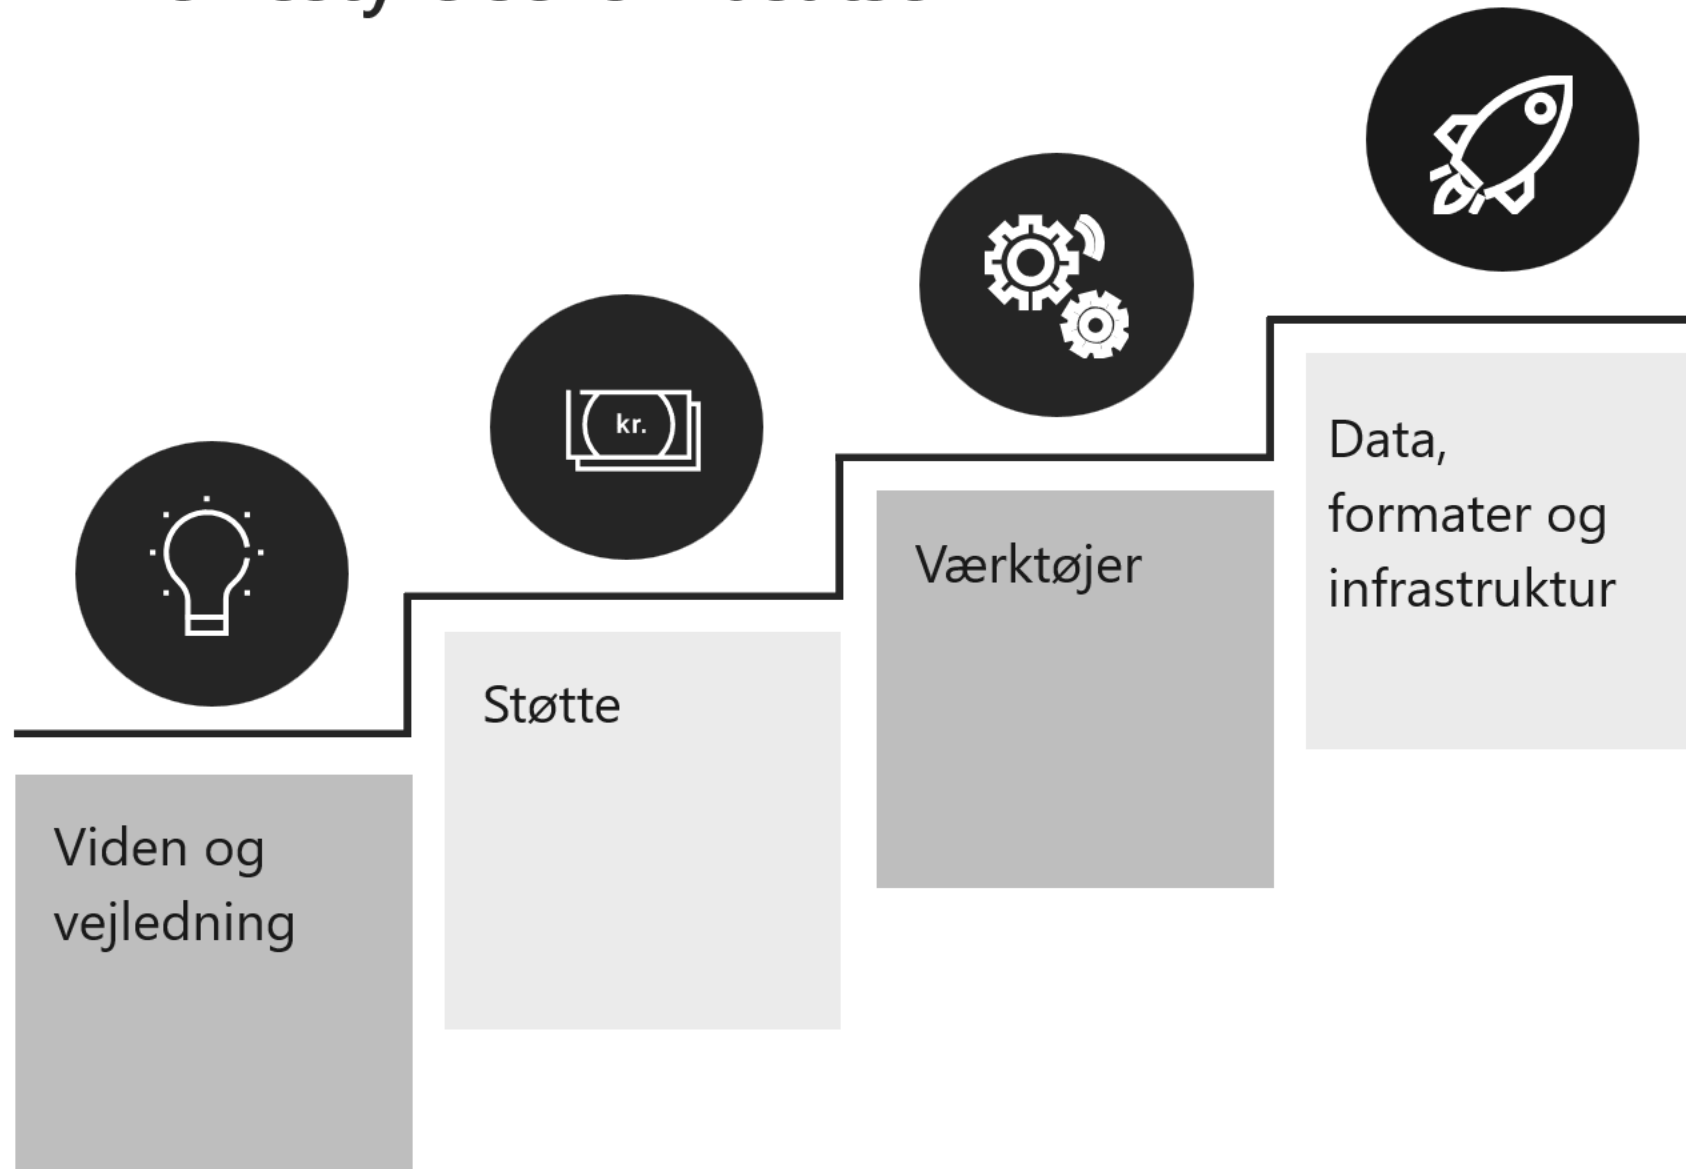 kr.
Viden og
vejledning
Støtte
Værktøjer
Data,
formater og
infrastruktur